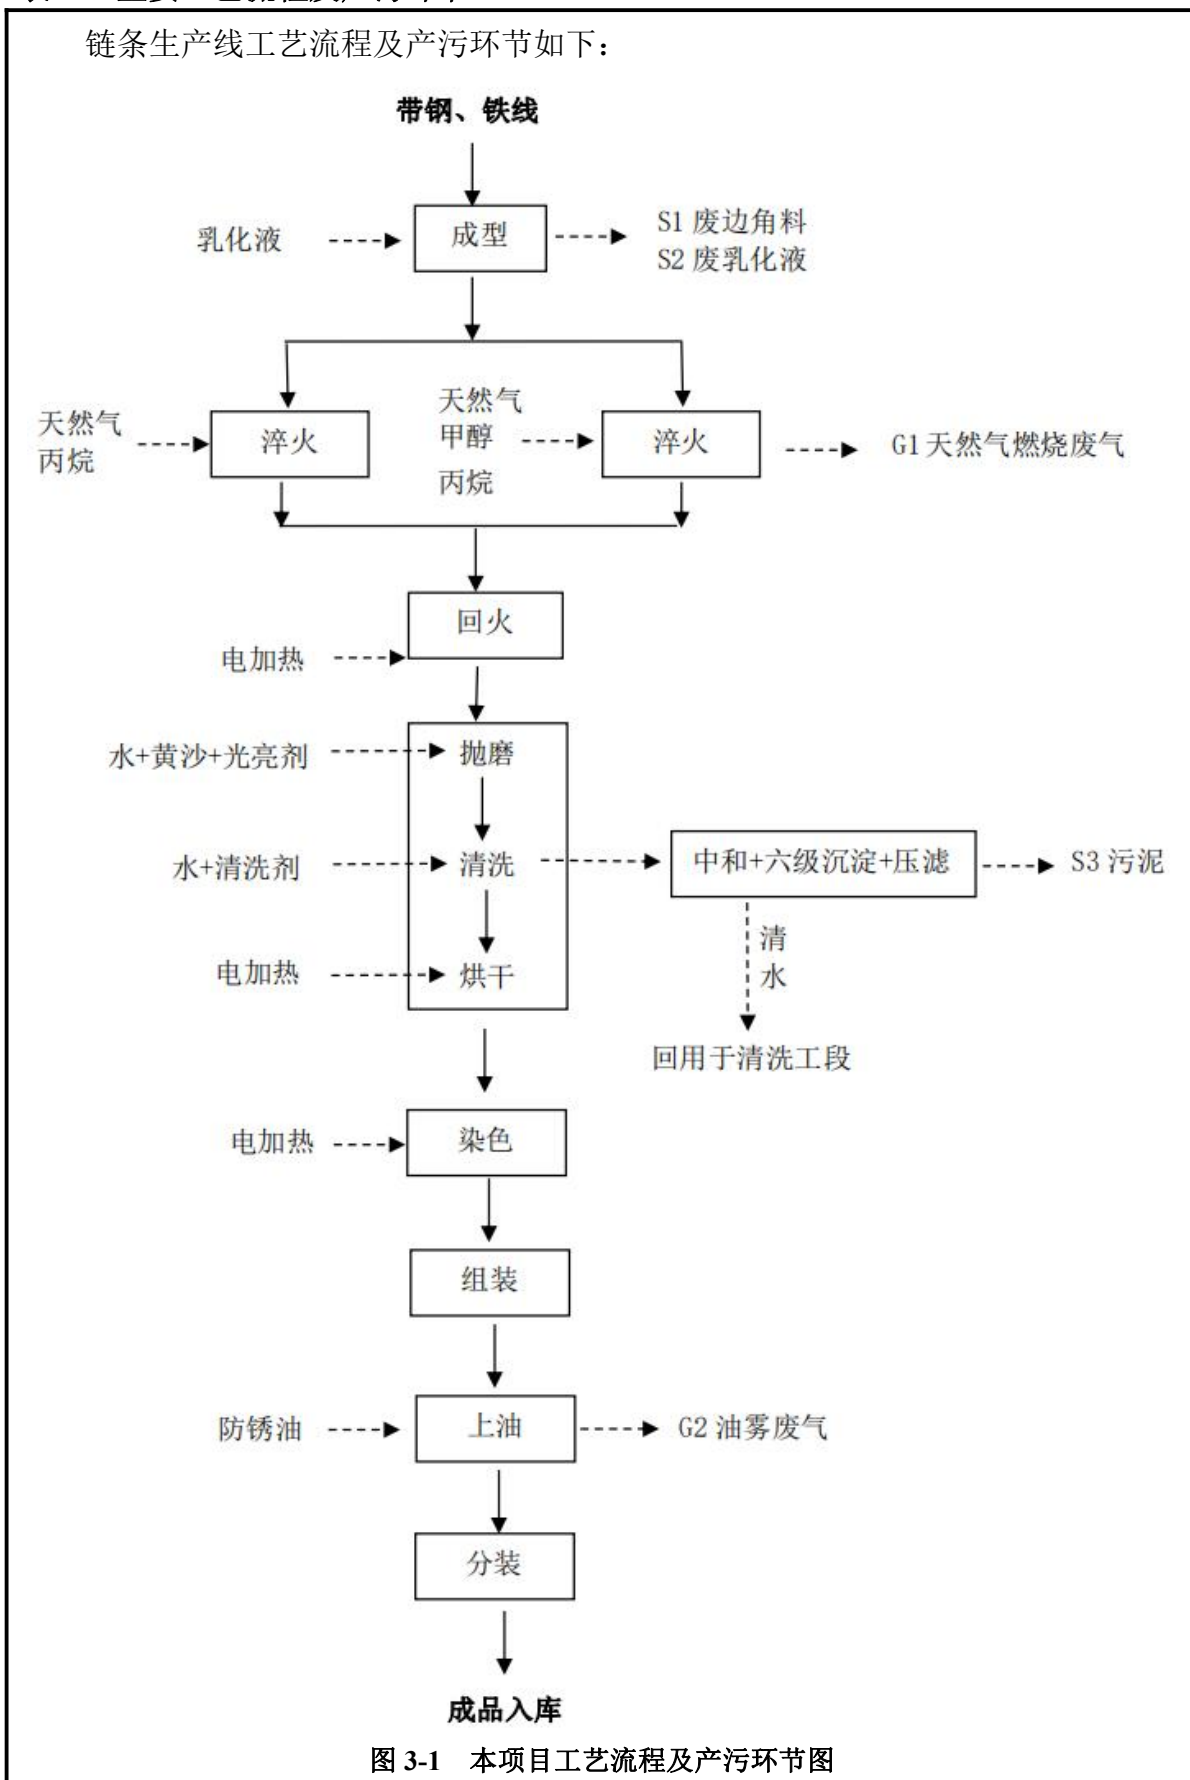 链条生产线工艺流程及产污环节如下：
带钢、铁线
乳化液
成型
S1 废边角料
S2 废乳化液
天然气
丙烷
淬火
天然气
甲醇
丙烷
淬火
G1 天然气燃烧废气
回火
电加热
水+黄沙+光亮剂
抛磨
水+清洗剂
清洗
中和+六级沉淀+压滤
S3 污泥
清
水
电加热
烘干
回用于清洗工段
电加热
染色
组装
防锈油
上油
G2 油雾废气
分装
成品入库
图 3-1 本项目工艺流程及产污环节图